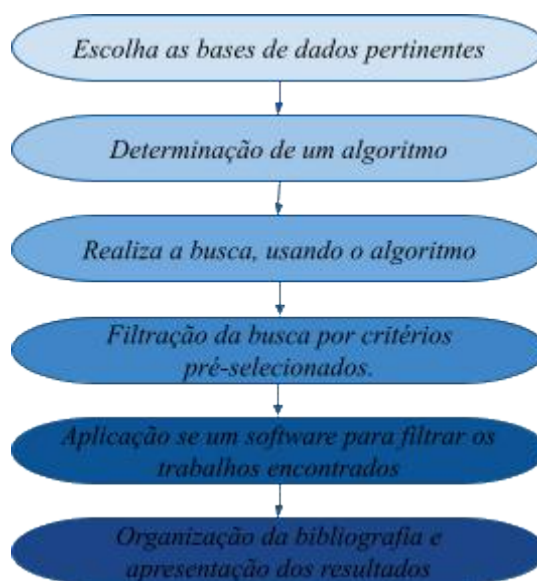 Escolha as bases de dados pertinentes
Determinação de um algoritmo
Realiza a busca, usando o algoritmo
Filtração da busca por critérios
pré-selecionados.
Aplicação se um software para filtrar os
trabalhos encontrados
Organização da bibliografia e
apresentação dos resultados